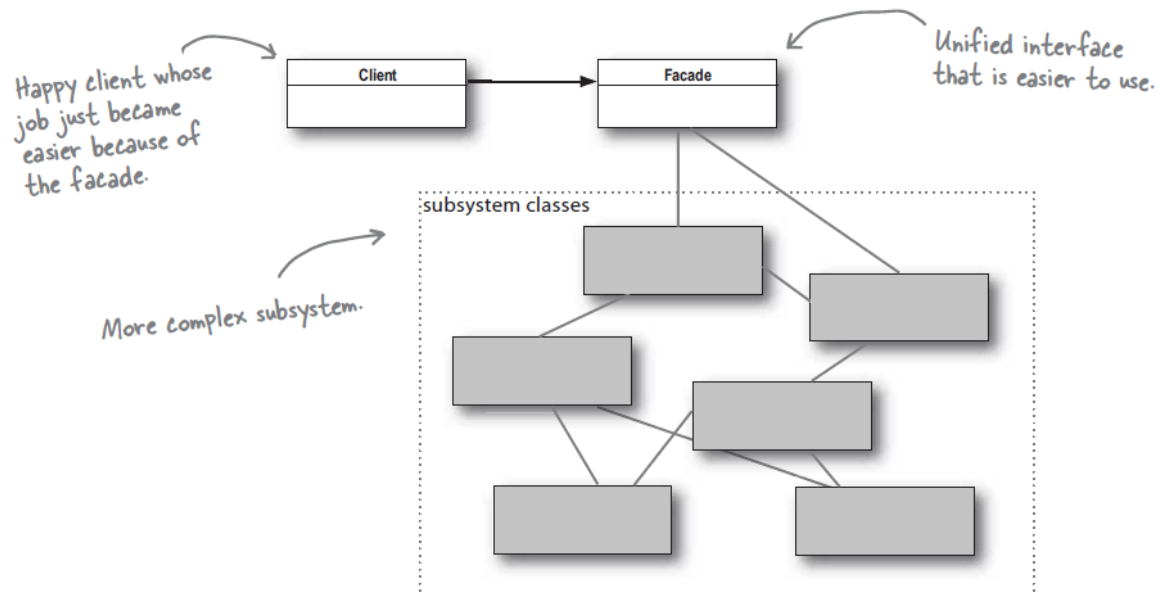 Client
Facade
Unified interface
that is easier to use.
Happy client whose
job just became
easier because of
the facade.
subsystem classes
More complex subsystem.